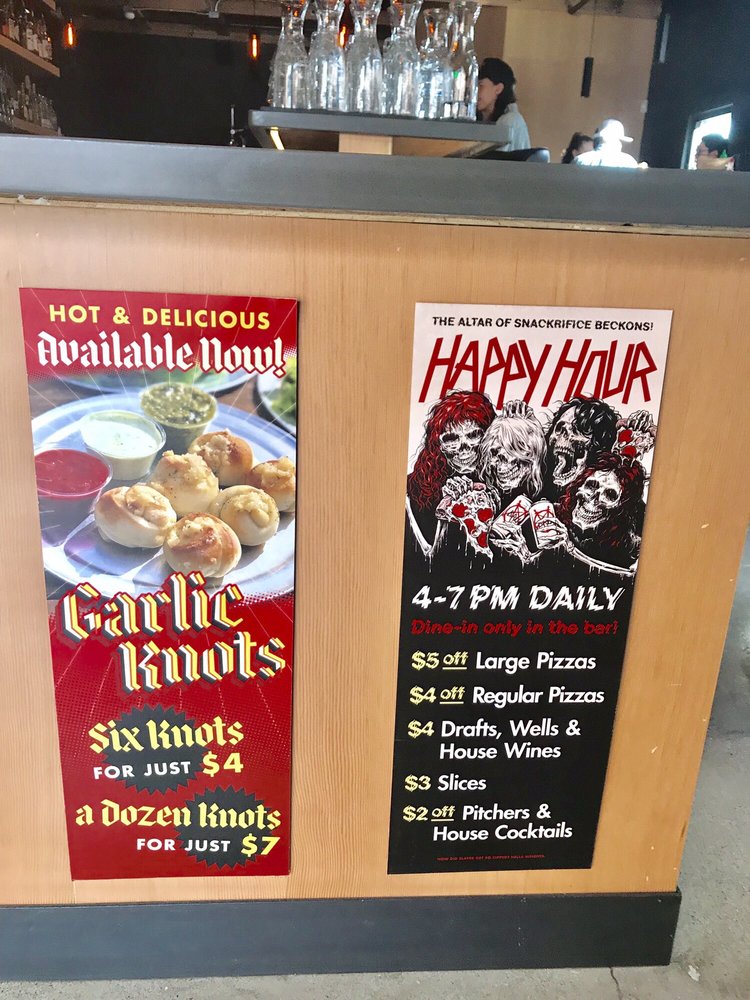 HOT & DELICIOUS
Available Now!
Garlic
Knots
Six Knots
FOR JUST $4
a Dozen Knots
FOR JUST $7
THE ALTAR OF SNACKRIFICE BECKONS!
HAPPY HOUR
4-7 PM DAILY
Dine-in only in the bar!
$5 off Large Pizzas
$4 off Regular Pizzas
$4 Drafts, Wells &
House Wines
$3 Slices
$2 off Pitchers &
House Cocktails